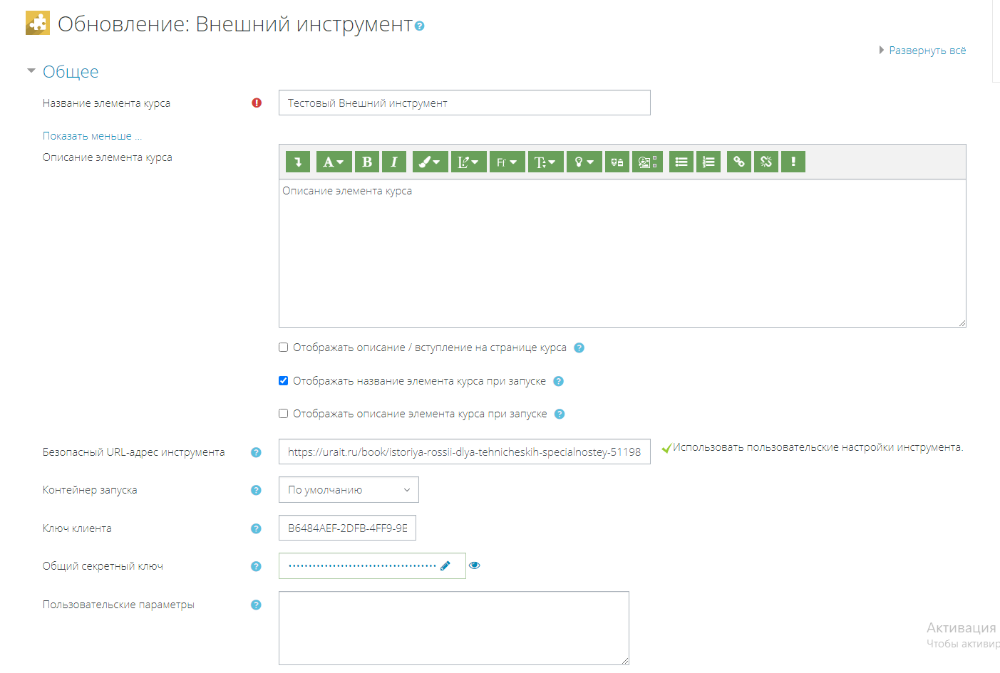 Обновление: Внешний инструмент
Развернуть всё
Общее
Название элемента курса
Тестовый Внешний инструмент
Показать меньше ...
Описание элемента курса
Описание элемента курса
Отображать описание / вступление на странице курса
Отображать название элемента курса при запуске
Отображать описание элемента курса при запуске
Безопасный URL-адрес инструмента
https://urait.ru/book/istoriya-rossii-dlya-tehnicheskih-specialnostey-51198
Использовать пользовательские настройки инструмента.
Контейнер запуска
По умолчанию
Ключ клиента
B6484AEF-2DFB-4FF9-9E
Общий секретный ключ
Пользовательские параметры
Активация
Чтобы активир